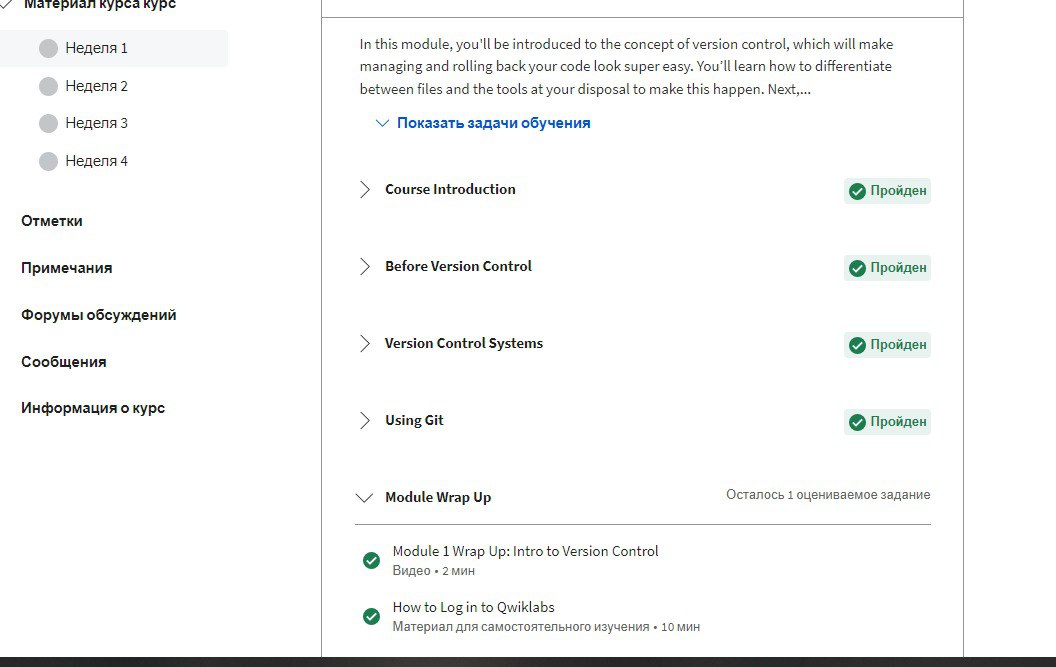 Материал курса курс
Неделя 1
Неделя 2
Неделя 3
Неделя 4
Отметки
Примечания
Форумы обсуждений
Сообщения
Информация о курс
In this module, you'll be introduced to the concept of version control, which will make
managing and rolling back your code look super easy. You’ll learn how to differentiate
between files and the tools at your disposal to make this happen. Next,...
Показать задачи обучения
Course Introduction
Пройден
Before Version Control
Пройден
Version Control Systems
Пройден
Using Git
Пройден
Module Wrap Up
Осталось 1 оцениваемое задание
Module 1 Wrap Up: Intro to Version Control
Видео • 2 мин
How to Log in to Qwiklabs
Материал для самостоятельного изучения • 10 мин